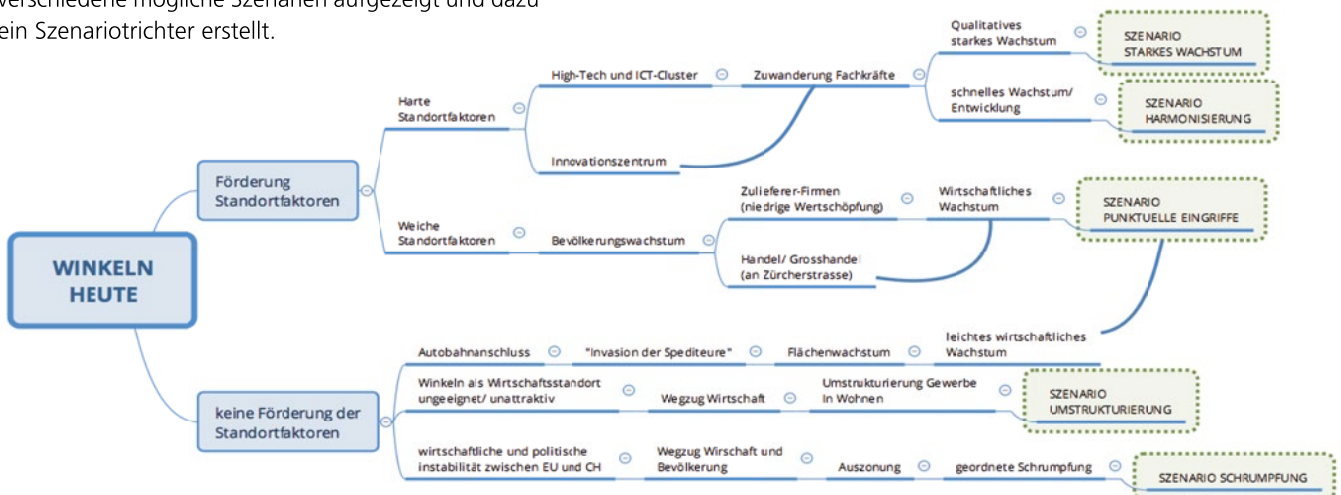 verschiedene mögliche Szenarien aufgezeigt und dazu
ein Szenariotrichter erstellt.
WINKELN
HEUTE
Förderung
Standortfaktoren
Harte
Standortfaktoren
High-Tech und ICT-Cluster
Innovationszentrum
Zuwanderung Fachkräfte
Qualitatives
starkes Wachstum
SZENARIO
STARKES WACHSTUM
schnelles Wachstum/
Entwicklung
SZENARIO
HARMONISIERUNG
Weiche
Standortfaktoren
Bevölkerungswachstum
Zulieferer-Firmen
(niedrige Wertschöpfung)
Handel/ Grosshandel
(an Zürcherstrasse)
Wirtschaftliches
Wachstum
SZENARIO
PUNKTUELLE EINGRIFFE
keine Förderung der
Standortfaktoren
Autobahnanschluss
"Invasion der Spediteure"
Flächenwachstum
leichtes wirtschaftliches
Wachstum
Winkeln als Wirtschaftsstandort
ungeeignet/ unattraktiv
Wegzug Wirtschaft
Umstrukturierung Gewerbe
In Wohnen
SZENARIO
UMSTRUKTURIERUNG
wirtschaftliche und politische
instabilität zwischen EU und CH
Wegzug Wirschaft und
Bevölkerung
Auszonung
geordnete Schrumpfung
SZENARIO SCHRUMPFUNG